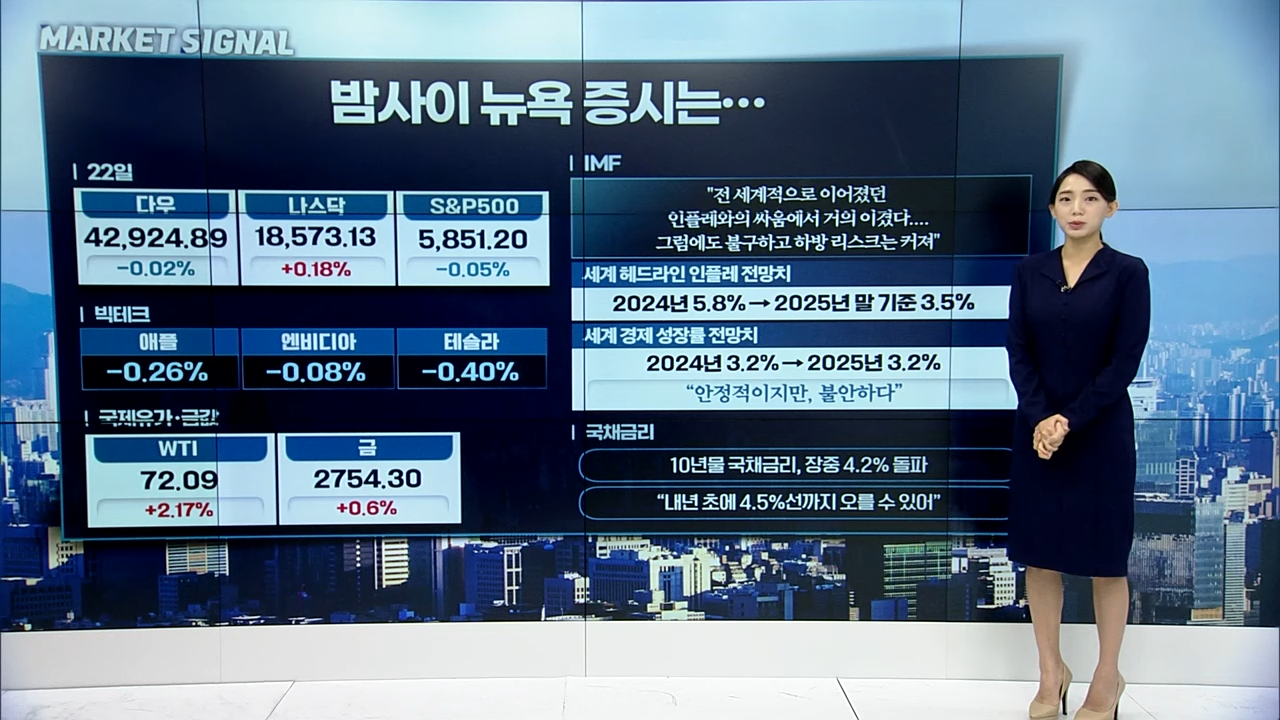 MARKET SIGNAL
밤사이 뉴욕 증시는…
22일
다우
42,924.89
-0.02%
나스닥
18,573.13
+0.18%
S&P500
5,851.20
-0.05%
빅테크
애플
-0.26%
엔비디아
-0.08%
테슬라
-0.40%
국제유가·금값
WTI
72.09
+2.17%
금
2754.30
+0.6%
IMF
"전 세계적으로 이어졌던
인플레와의 싸움에서 거의 이겼다....
그럼에도 불구하고 하방 리스크는 커져"
세계 헤드라인 인플레 전망치
2024년 5.8% → 2025년 말 기준 3.5%
세계 경제 성장률 전망치
2024년 3.2% → 2025년 3.2%
“안정적이지만, 불안하다”
국채금리
10년물 국채금리, 장중 4.2% 돌파
“내년 초에 4.5%선까지 오를 수 있어”